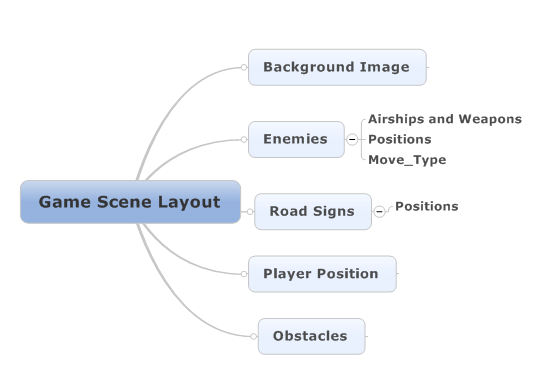 Game Scene Layout
Background Image
Enemies
Airships and Weapons
Positions
Move_Type
Road Signs
Positions
Player Position
Obstacles